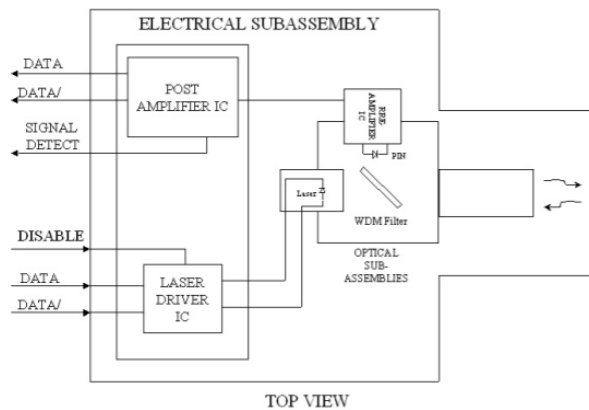 ELECTRICAL SUBASSEMBLY
DATA
DATA/
SIGNAL
DETECT
POST
AMPLIFIER IC
RRE-
AMPLIFIER
IC
PIN
Laser
WDM Filter
OPTICAL
SUB-
ASSEMBLIES
DISABLE
DATA
DATA/
LASER
DRIVER
IC
TOP VIEW